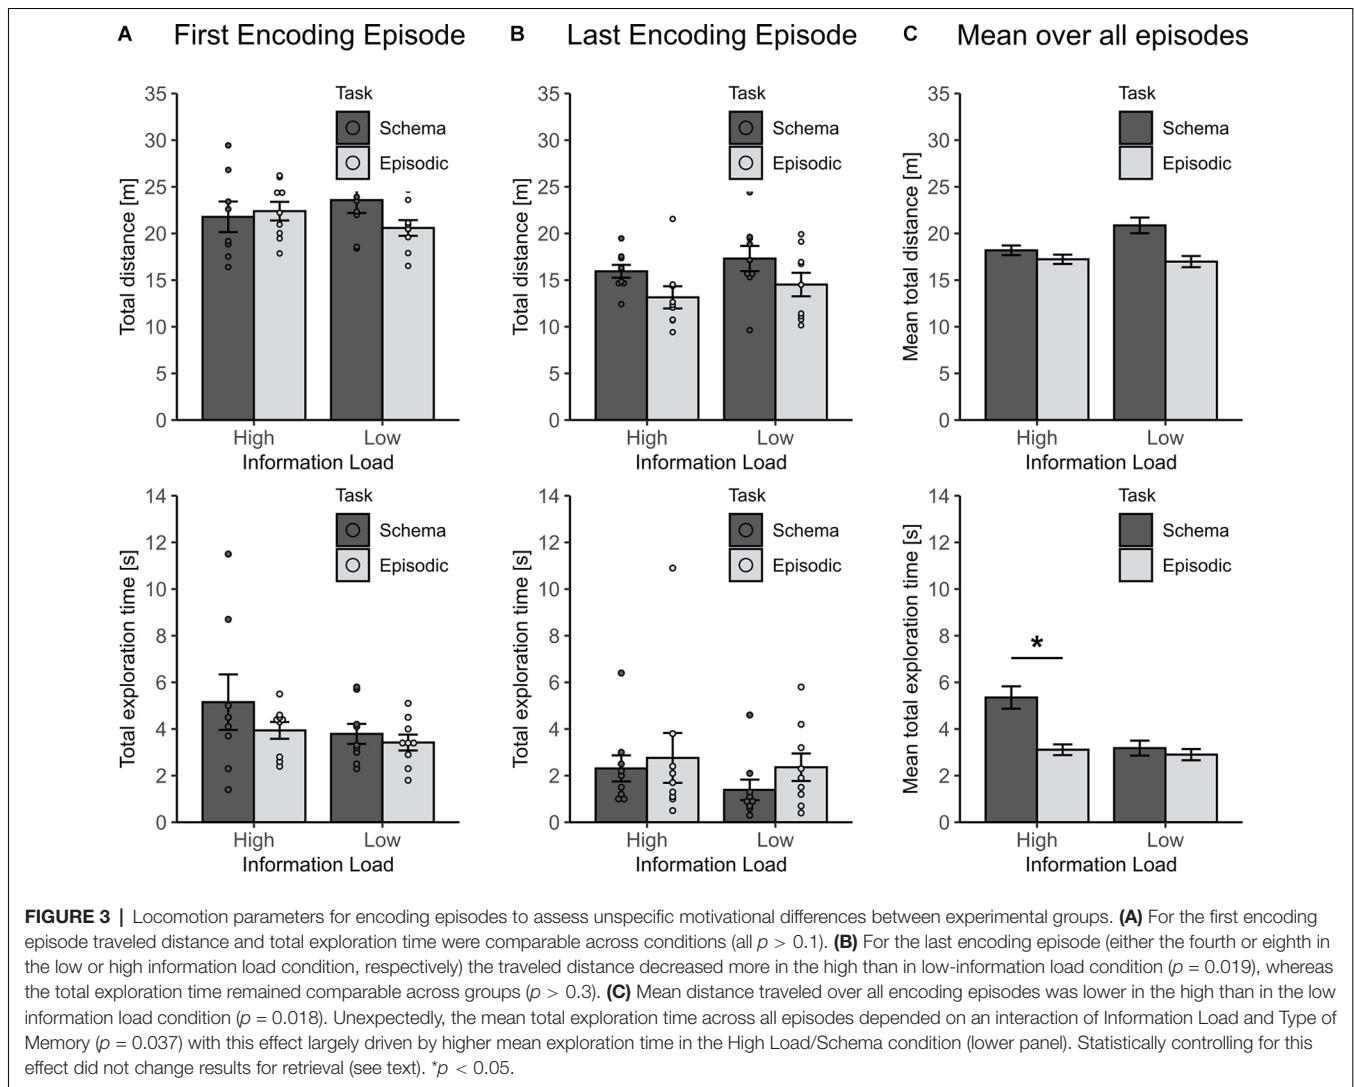 A First Encoding Episode
B Last Encoding Episode
C Mean over all episodes
Total distance [m]
35
30
25
20
15
10
5
0
Task
Schema
Episodic
High Low
Information Load
Total distance [m]
35
30
25
20
15
10
5
0
Task
Schema
Episodic
High Low
Information Load
Mean total distance [m]
35
30
25
20
15
10
5
0
Task
Schema
Episodic
High Low
Information Load
Total exploration time [s]
14
12
10
8
6
4
2
0
Task
Schema
Episodic
High Low
Information Load
Total exploration time [s]
14
12
10
8
6
4
2
0
Task
Schema
Episodic
High Low
Information Load
Mean total exploration time [s]
14
12
10
8
6
4
2
0
Task
Schema
Episodic
*
High Low
Information Load
FIGURE 3 | Locomotion parameters for encoding episodes to assess unspecific motivational differences between experimental groups. (A) For the first encoding
episode traveled distance and total exploration time were comparable across conditions (all p > 0.1). (B) For the last encoding episode (either the fourth or eighth in
the low or high information load condition, respectively) the traveled distance decreased more in the high than in low-information load condition (p = 0.019), whereas
the total exploration time remained comparable across groups (p > 0.3). (C) Mean distance traveled over all encoding episodes was lower in the high than in the low
information load condition (p = 0.018). Unexpectedly, the mean total exploration time across all episodes depended on an interaction of Information Load and Type of
Memory (p = 0.037) with this effect largely driven by higher mean exploration time in the High Load/Schema condition (lower panel). Statistically controlling for this
effect did not change results for retrieval (see text). *p < 0.05.